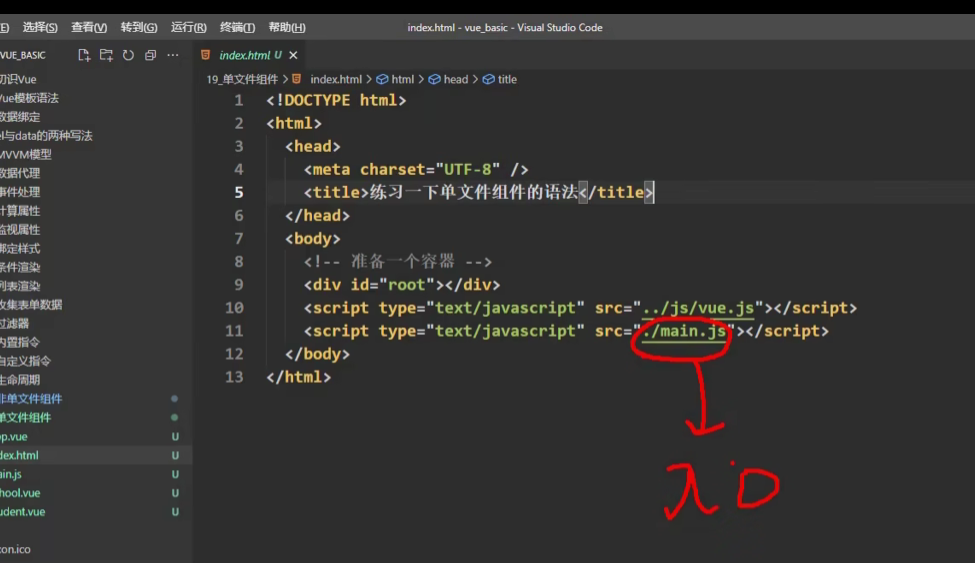 选择(S) 查看(V) 转到(G) 运行(R) 终端(T) 帮助(H) index.html - vue_basic - Visual Studio Code
VUE_BASIC
index.html U
19_单文件组件 > index.html > html > head > title
初识Vue
Vue模板语法
数据绑定
el与data的两种写法
MVVM模型
数据代理
事件处理
计算属性
监视属性
绑定样式
条件渲染
列表渲染
收集表单数据
过滤器
内置指令
自定义指令
生命周期
非单文件组件
单文件组件
pp.vue U
dex.html U
ain.js U
hool.vue U
udent.vue U
con.ico
1 <!DOCTYPE html>
2 <html>
3 <head>
4 <meta charset="UTF-8" />
5 <title>练习一下单文件组件的语法</title>
6 </head>
7 <body>
8 <!-- 准备一个容器 -->
9 <div id="root"></div>
10 <script type="text/javascript" src="../js/vue.js"></script>
11 <script type="text/javascript" src="./main.js"></script>
12 </body>
13 </html>
入口